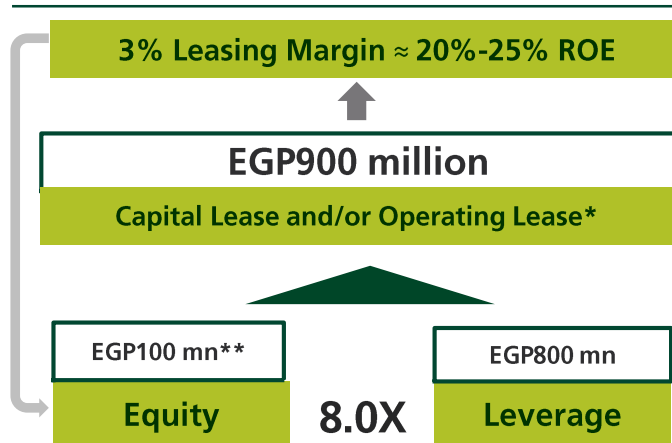 3% Leasing Margin ≈ 20%-25% ROE
EGP900 million
Capital Lease and/or Operating Lease*
EGP100 mn**
Equity
8.0X
EGP800 mn
Leverage